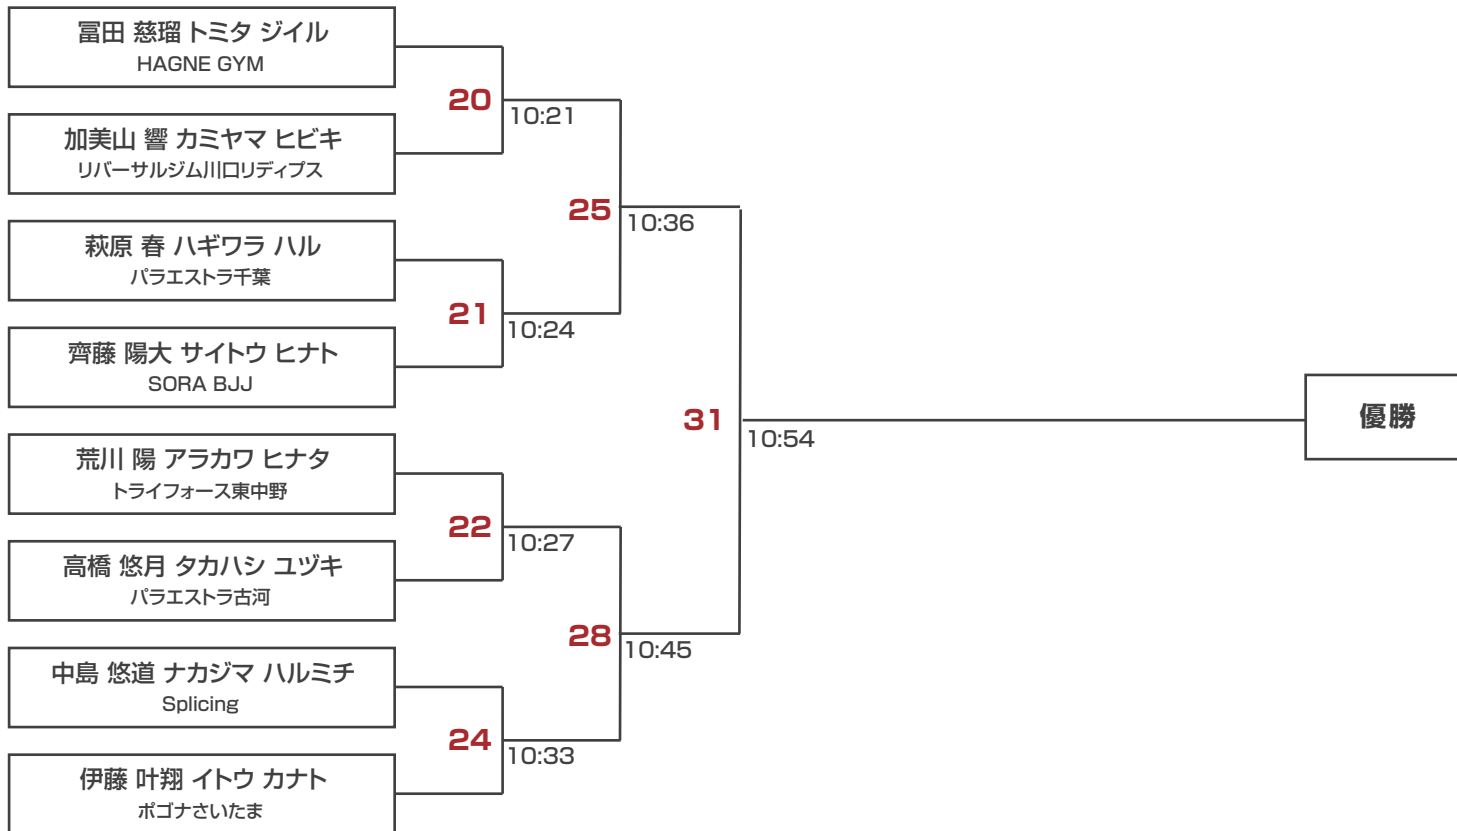 冨田 慈瑠 トミタ ジイル
HAGNE GYM
20
10:21
加美山 響 カミヤマ ヒビキ
リバーサルジム川口リディプス
25
10:36
萩原 春 ハギワラ ハル
パラエストラ千葉
21
10:24
齊藤 陽大 サイトウ ヒナト
SORA BJJ
31
10:54
優勝
荒川 陽 アラカワ ヒナタ
トライフォース東中野
22
10:27
高橋 悠月 タカハシ ユヅキ
パラエストラ古河
28
10:45
中島 悠道 ナカジマ ハルミチ
Splicing
24
10:33
伊藤 叶翔 イトウ カナト
ポゴナさいたま